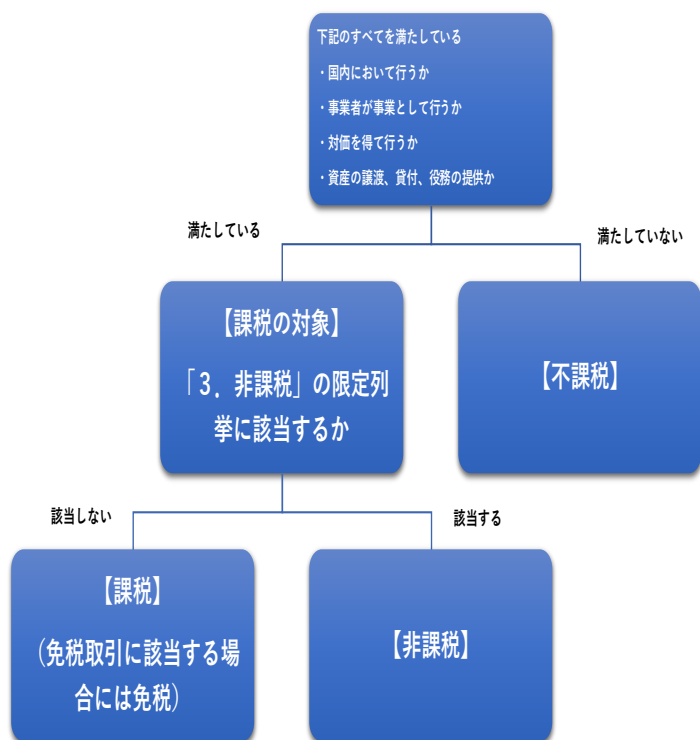 下記のすべてを満たしている
・国内において行うか
・事業者が事業として行うか
・対価を得て行うか
・資産の譲渡、貸付、役務の提供か
満たしている
満たしていない
【課税の対象】
「３．非課税」の限定列
挙に該当するか
【不課税】
該当しない
該当する
【課税】
（免税取引に該当する場
合には免税）
【非課税】